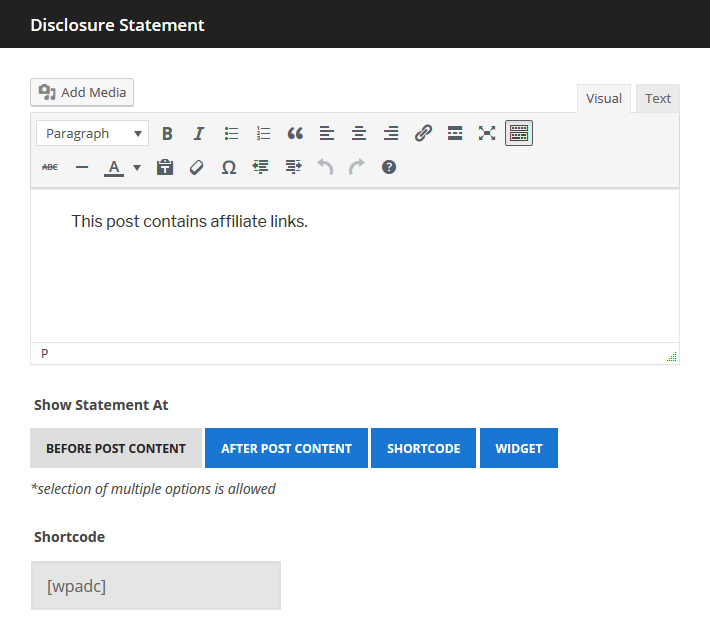 Disclosure Statement
Add Media
Visual Text
Paragraph B I
ABC A T Ω ?
This post contains affiliate links.
P
Show Statement At
BEFORE POST CONTENT AFTER POST CONTENT SHORTCODE WIDGET
*selection of multiple options is allowed
Shortcode
[wpadc]